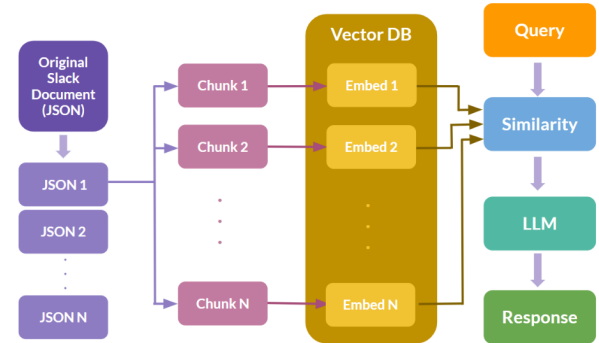 Original
Slack
Document
(JSON)
JSON 1
JSON 2
JSON N
Chunk 1
Chunk 2
Chunk N
Vector DB
Embed 1
Embed 2
Embed N
Query
Similarity
LLM
Response